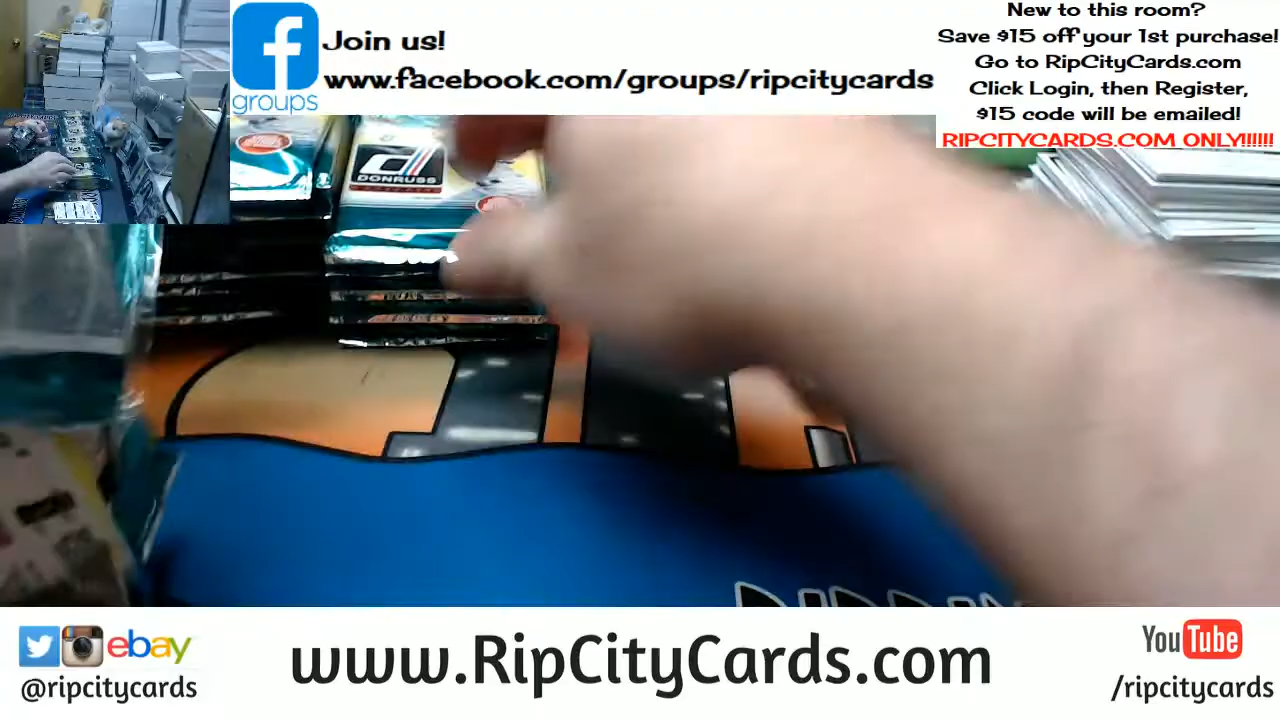 Join us!
www.facebook.com/groups/ripcitycards
groups
New to this room?
Save $15 off your 1st purchase!
Go to RipCityCards.com
Click Login, then Register,
$15 code will be emailed!
RIPCITYCARDS.COM ONLY!!!!!!
DONRUSS
ebay
@ripcitycards
www.RipCityCards.com
YouTube
/ripcitycards